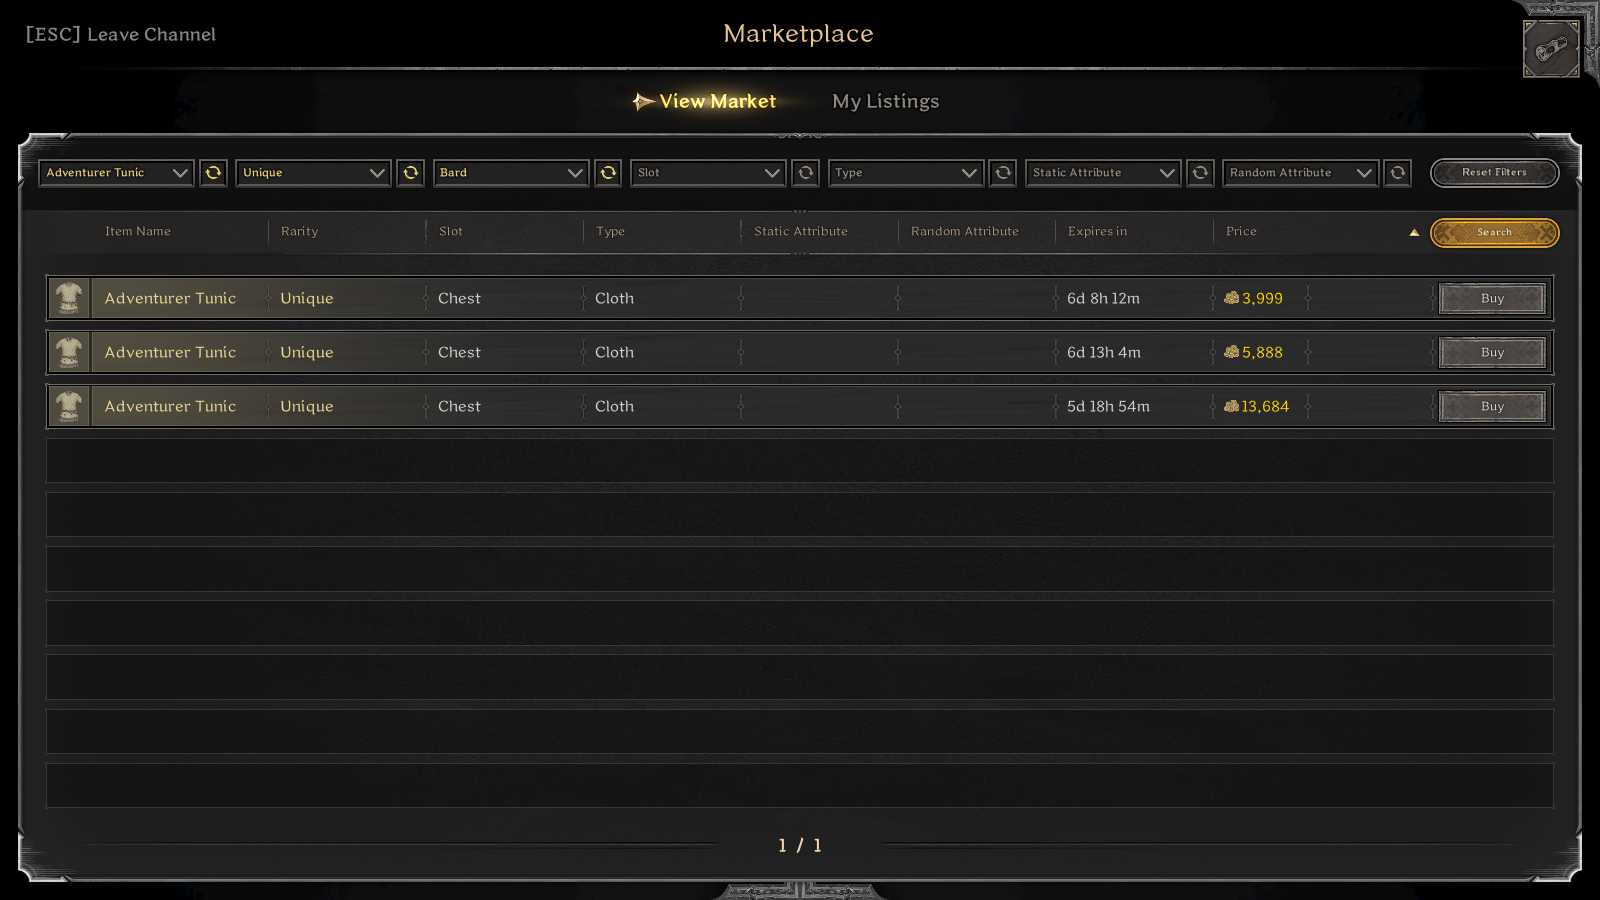 [ESC] Leave Channel
Marketplace
View Market My Listings
Adventurer Tunic Unique Bard Slot Type Static Attribute Random Attribute Reset Filters
Item Name Rarity Slot Type Static Attribute Random Attribute Expires in Price Search
Adventurer Tunic Unique Chest Cloth 6d 8h 12m 3,999 Buy
Adventurer Tunic Unique Chest Cloth 6d 13h 4m 5,888 Buy
Adventurer Tunic Unique Chest Cloth 5d 18h 54m 13,684 Buy
1 / 1